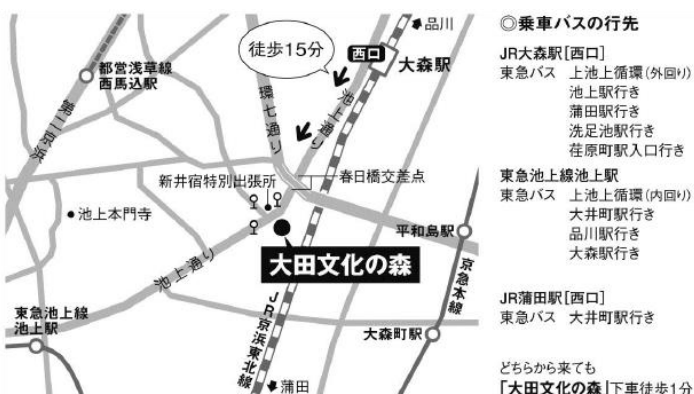 品川
徒歩15分
西口
大森駅
都営浅草線
西馬込駅
第二京浜
環七通り
池上通り
新井宿特別出張所
春日橋交差点
池上本門寺
平和島駅
大田文化の森
池上通り
京急本線
東急池上線
池上駅
JR京浜東北線
大森町駅
蒲田
◎乗車バスの行先
JR大森駅[西口]
東急バス 上池上循環(外回り)
池上駅行き
蒲田駅行き
洗足池駅行き
荏原町駅入口行き
東急池上線池上駅
東急バス 上池上循環(内回り)
大井町駅行き
品川駅行き
大森駅行き
JR蒲田駅[西口]
東急バス 大井町駅行き
どちらから来ても
「大田文化の森」下車徒歩1分